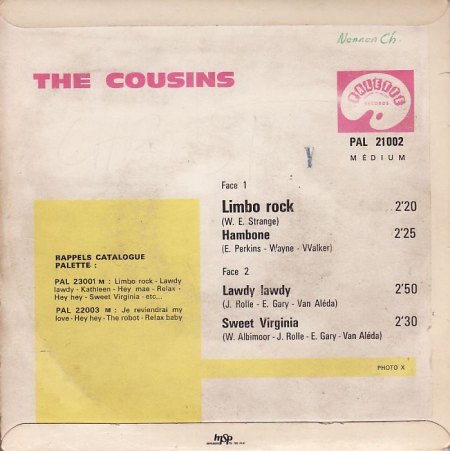 Norman Ch.
THE COUSINS
PALETTE
RECORDS
PAL 21002
MÉDIUM
Face 1
Limbo rock 2'20
(W. E. Strange)
Hambone 2'25
(E. Perkins - Wayne - Walker)
Face 2
Lawdy lawdy 2'50
(J. Rolle - E. Gary - Van Aléda)
Sweet Virginia 2'30
(W. Albimoor - J. Rolle - E. Gary - Van Aléda)
RAPPELS CATALOGUE
PALETTE :
PAL 23001 M : Limbo rock - Lawdy
lawdy - Kathleen - Hey mae - Relax -
Hey hey - Sweet Virginia - etc...
PAL 22003 M : Je reviendrai my
love - Hey hey - The robot - Relax baby
PHOTO X